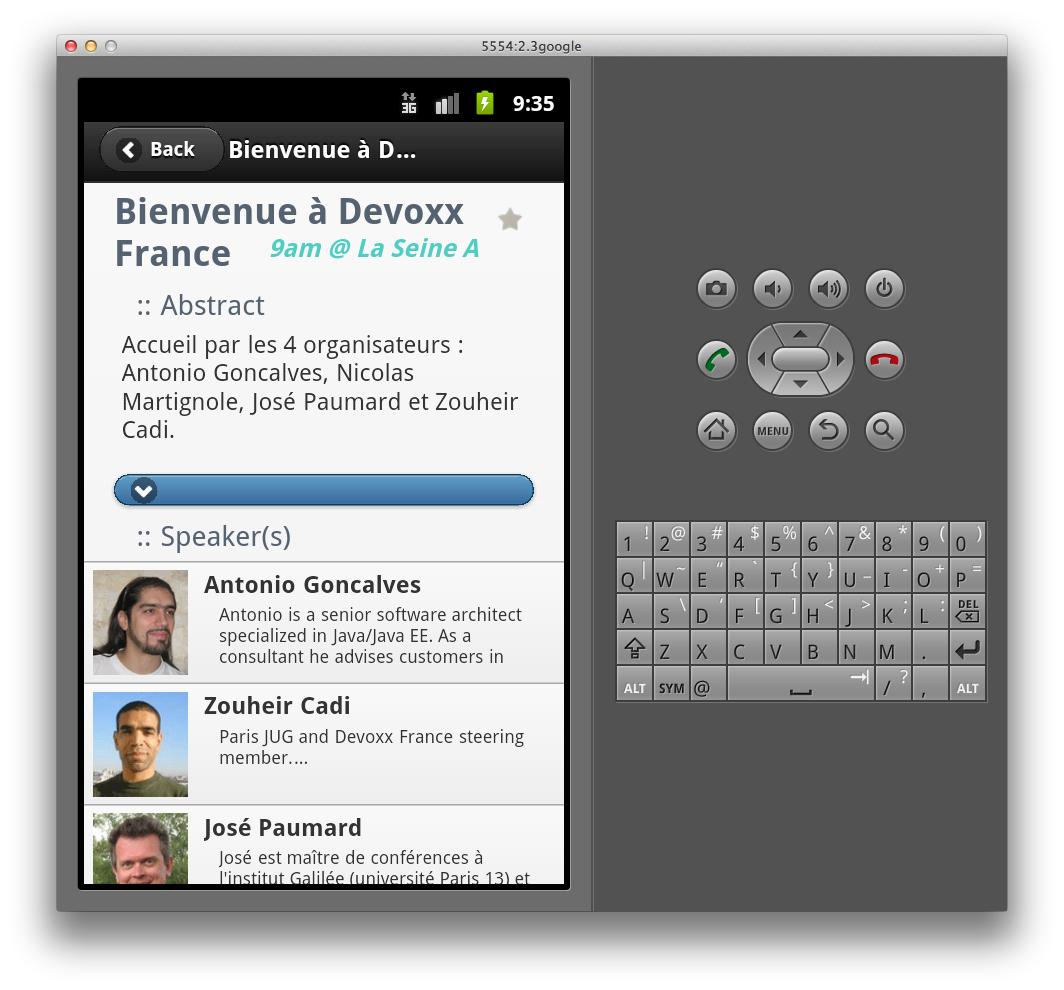 5554:2.3google
3G 9:35
Back Bienvenue à D...
Bienvenue à Devoxx
France 9am @ La Seine A
:: Abstract
Accueil par les 4 organisateurs :
Antonio Goncalves, Nicolas
Martignole, José Paumard et Zouheir
Cadi.
:: Speaker(s)
Antonio Goncalves
Antonio is a senior software architect
specialized in Java/Java EE. As a
consultant he advises customers in
Zouheir Cadi
Paris JUG and Devoxx France steering
member....
José Paumard
José est maître de conférences à
l'institut Galilée (université Paris 13) et
MENU
1 ! 2 @ 3 # 4 $ 5 % 6 ^ 7 & 8 * 9 ( 0 )
Q | W ~ E " R ` T { Y } U _ I - O + P =
A S \ D ' F [ G ] H < J > K ; L : DEL
Z X C V B N M .
ALT SYM @ / ? , ALT